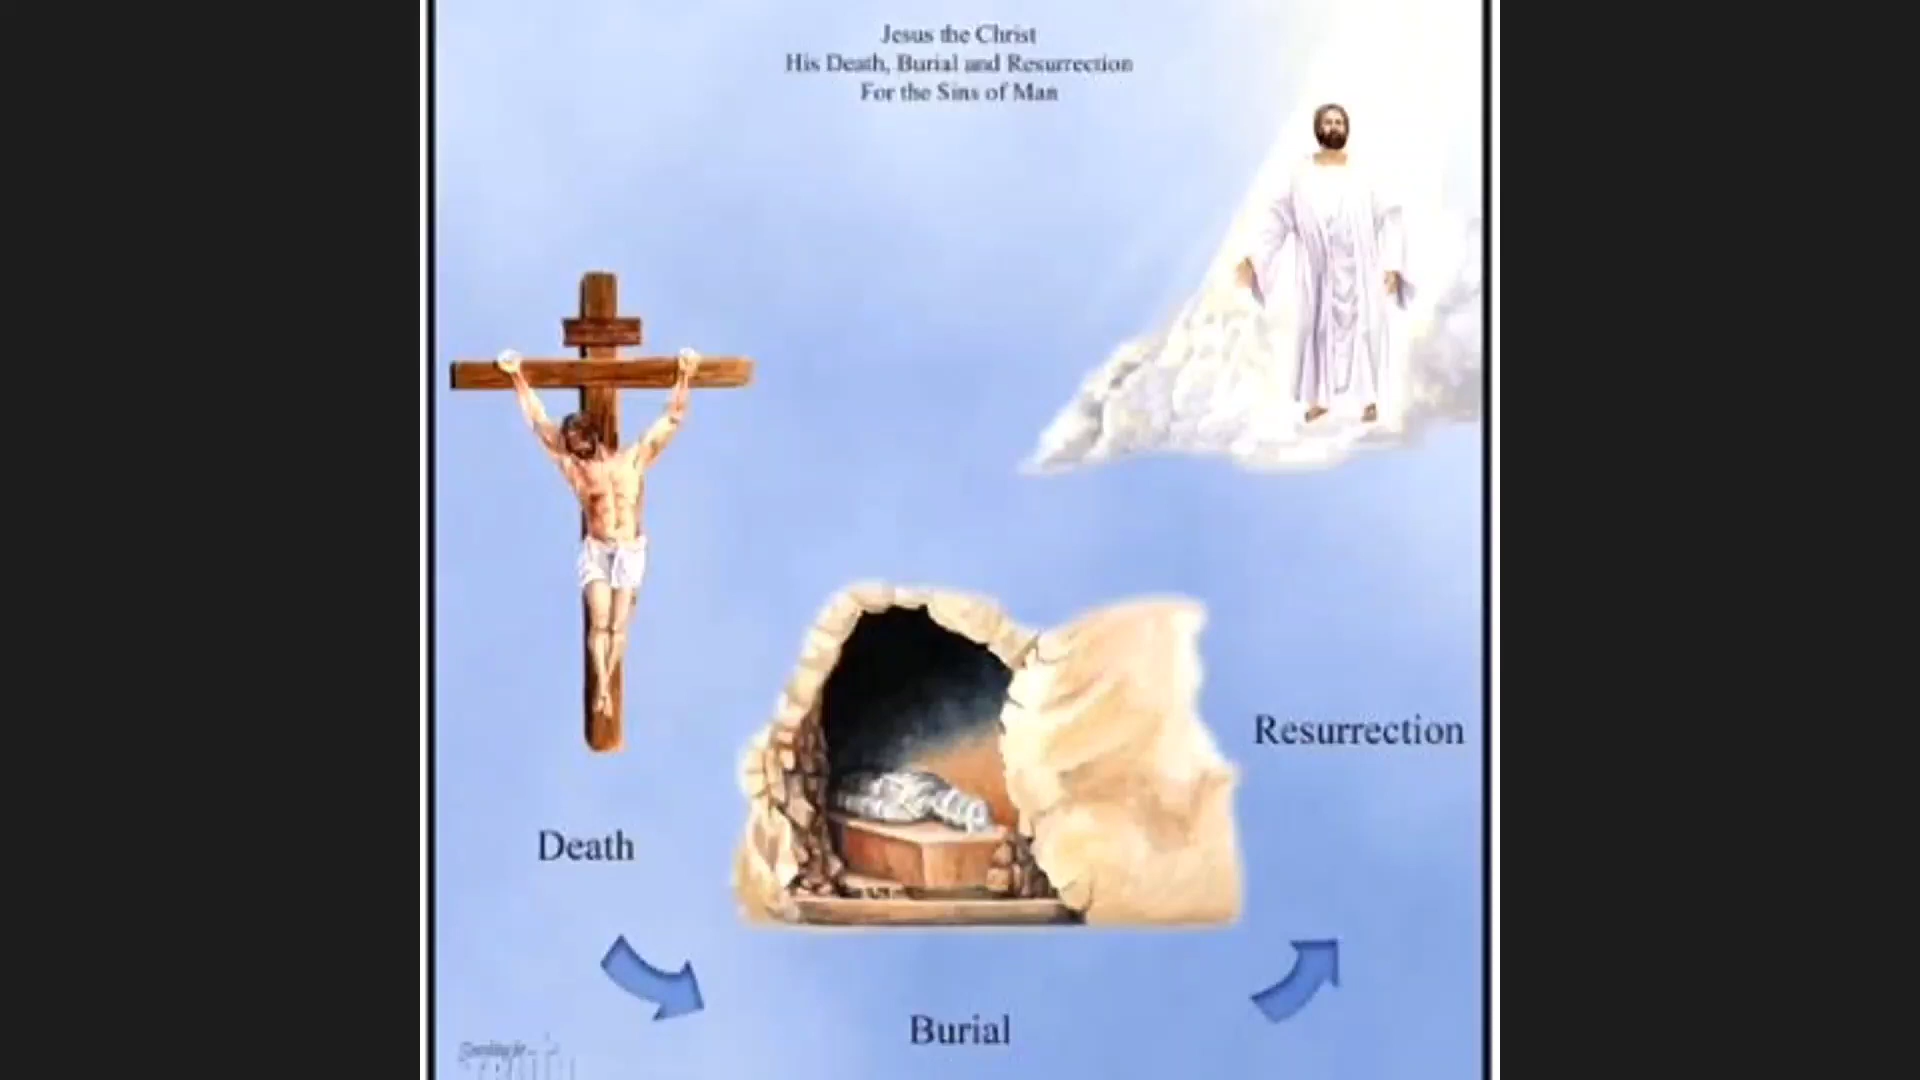 Jesus the Christ
His Death, Burial and Resurrection
For the Sins of Man
Resurrection
Death
Burial